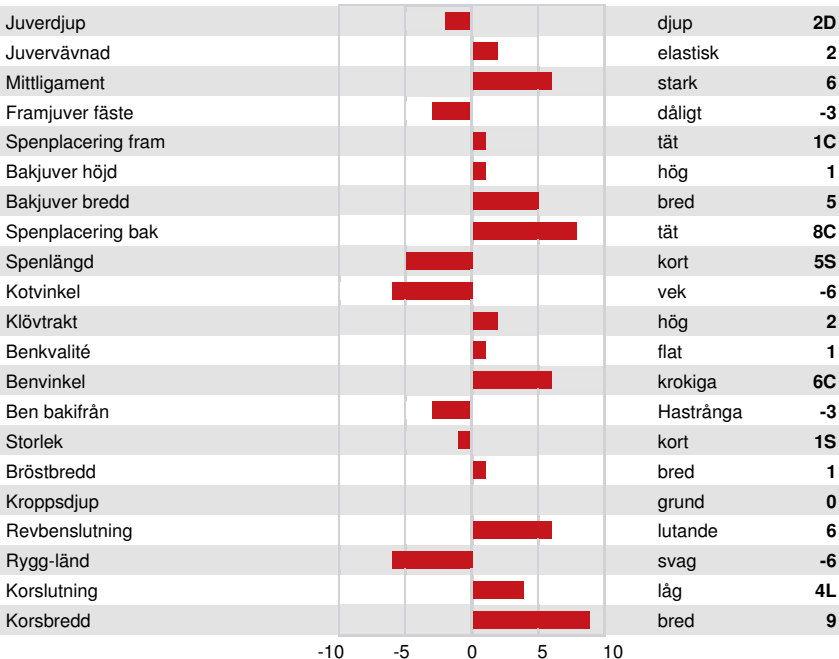 Juverdjup djup 2D
Juvervävnad elastisk 2
Mittligament stark 6
Framjuver fäste dåligt -3
Spenplacering fram tät 1C
Bakjuver höjd hög 1
Bakjuver bredd bred 5
Spenplacering bak tät 8C
Spenlängd kort 5S
Kotvinkel vek -6
Klövtrakt hög 2
Benkvalité flat 1
Benvinkel krokiga 6C
Ben bakifrån Hastrånga -3
Storlek kort 1S
Bröstbredd bred 1
Kroppsdjup grund 0
Revbenslutning lutande 6
Rygg-länd svag -6
Korslutning låg 4L
Korsbredd bred 9
-10 -5 0 5 10